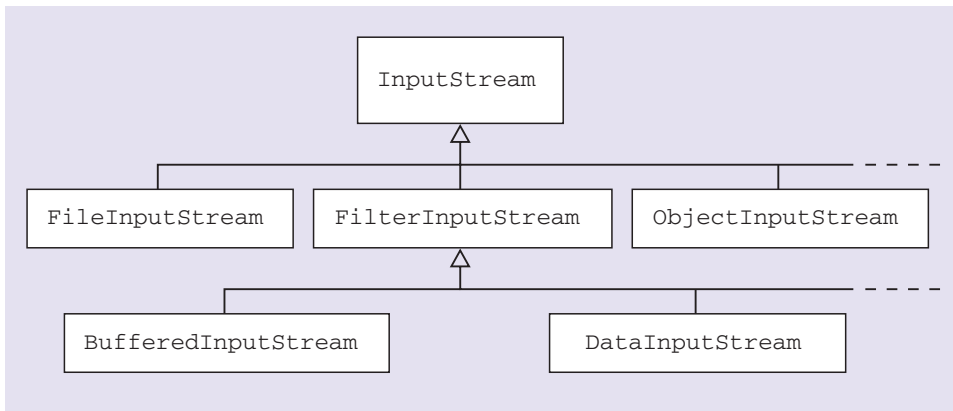 InputStream
FileInputStream
FilterInputStream
ObjectInputStream
BufferedInputStream
DataInputStream